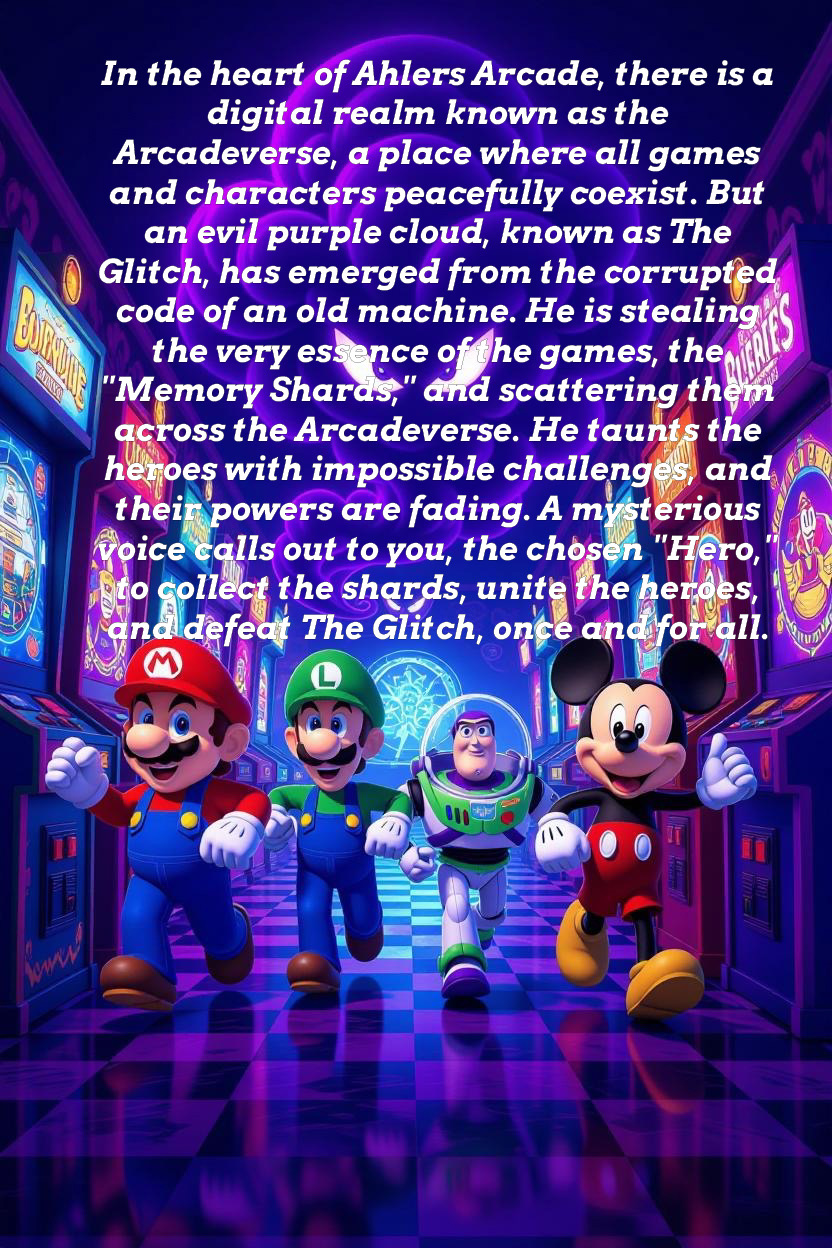 In the heart of Ahlers Arcade, there is a
digital realm known as the
Arcadeverse, a place where all games
and characters peacefully coexist. But
an evil purple cloud, known as The
Glitch, has emerged from the corrupted
code of an old machine. He is stealing
the very essence of the games, the
"Memory Shards," and scattering them
across the Arcadeverse. He taunts the
heroes with impossible challenges, and
their powers are fading. A mysterious
voice calls out to you, the chosen "Hero,"
to collect the shards, unite the heroes,
and defeat The Glitch, once and for all.
M
L